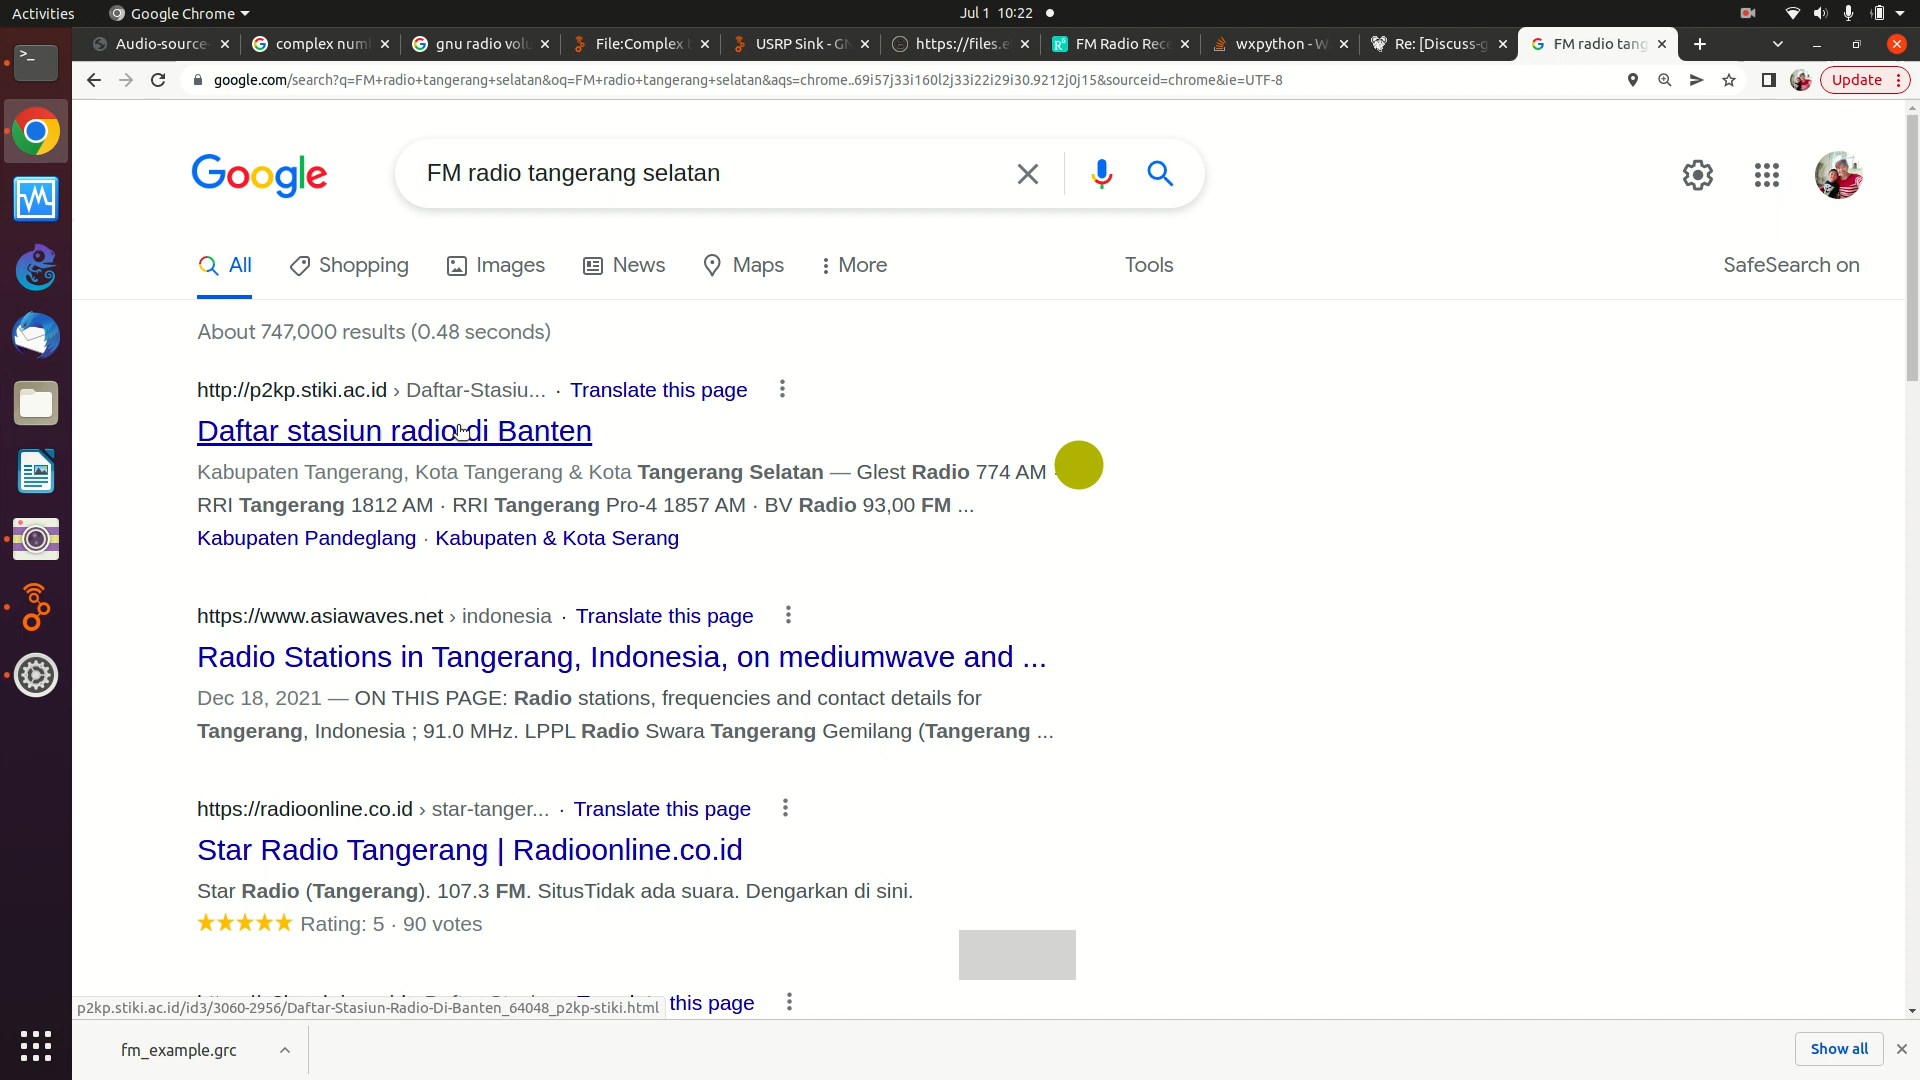 Activities
Google Chrome
Jul 1 10:22
Audio-source-
complex num
gnu radio volu
File:Complex t
USRP Sink - GN
https://files.e
FM Radio Rece
wxpython - W
Re: [Discuss-g
FM radio tang
google.com/search?q=FM+radio+tangerang+selatan&oq=FM+radio+tangerang+selatan&aqs=chrome..69i57j33i160l2j33i22i29i30.9212j0j15&sourceid=chrome&ie=UTF-8
Update
Google
FM radio tangerang selatan
All
Shopping
Images
News
Maps
More
Tools
SafeSearch on
About 747,000 results (0.48 seconds)
http://p2kp.stiki.ac.id › Daftar-Stasiu... · Translate this page
Daftar stasiun radio di Banten
Kabupaten Tangerang, Kota Tangerang & Kota Tangerang Selatan — Glest Radio 774 AM
RRI Tangerang 1812 AM · RRI Tangerang Pro-4 1857 AM · BV Radio 93,00 FM ...
Kabupaten Pandeglang · Kabupaten & Kota Serang
https://www.asiawaves.net › indonesia · Translate this page
Radio Stations in Tangerang, Indonesia, on mediumwave and ...
Dec 18, 2021 — ON THIS PAGE: Radio stations, frequencies and contact details for
Tangerang, Indonesia ; 91.0 MHz. LPPL Radio Swara Tangerang Gemilang (Tangerang ...
https://radioonline.co.id › star-tanger... · Translate this page
Star Radio Tangerang | Radioonline.co.id
Star Radio (Tangerang). 107.3 FM. SitusTidak ada suara. Dengarkan di sini.
★★★★★ Rating: 5 · 90 votes
this page
p2kp.stiki.ac.id/id3/3060-2956/Daftar-Stasiun-Radio-Di-Banten_64048_p2kp-stiki.html
fm_example.grc
Show all